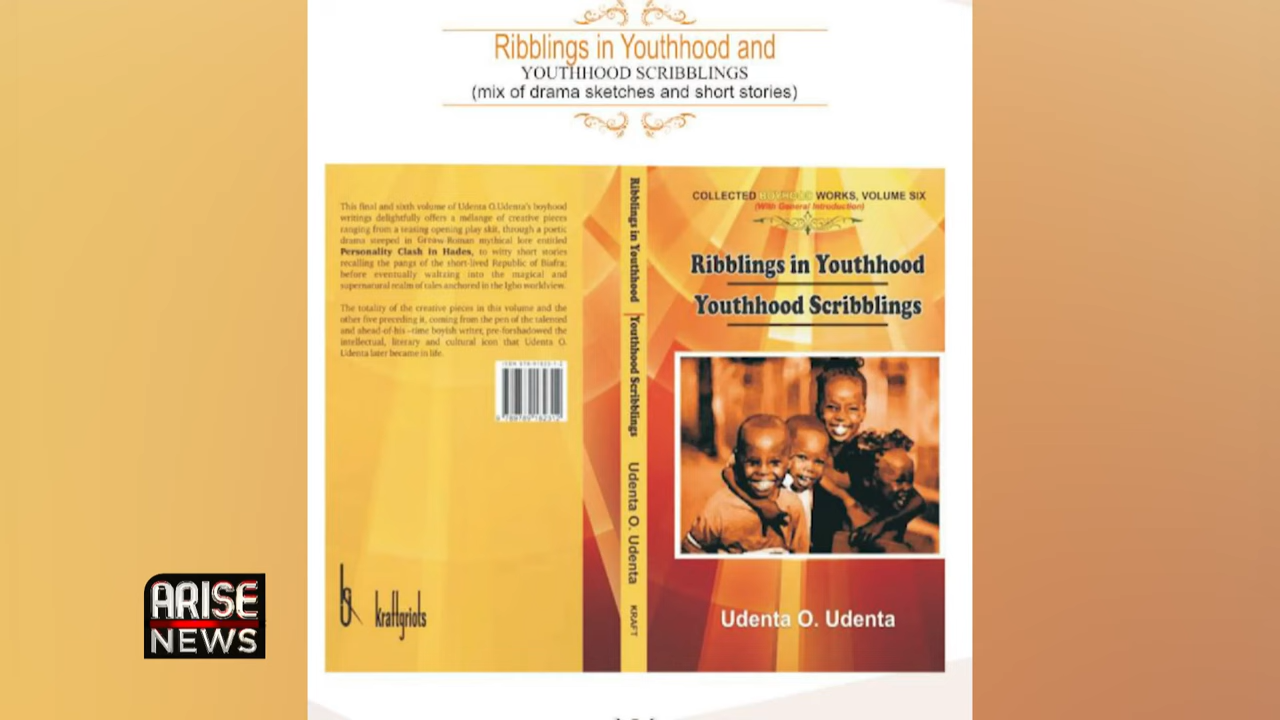 Ribblings in Youthhood and
YOUTHHOOD SCRIBBLINGS
(mix of drama sketches and short stories)
This final and sixth volume of Udenta O.Udenta's boyhood
writings delightfully offers a mélange of creative pieces
ranging from a teasing opening play skit, through a poetic
drama steeped in Greaw-Roman mythical lore entitled
Personality Clash in Hades, to witty short stories
recalling the pangs of the short-lived Republic of Biafra;
before eventually waltzing into the magical and
supernatural realm of tales anchored in the Igbo worldview.
The totality of the creative pieces in this volume and the
other five preceding it, coming from the pen of the talented
and ahead-of-his -time boyish writer, pre-forshadowed the
intellectual, literary and cultural icon that Udenta O.
Udenta later became in life.
kraftgriots
Ribblings in Youthhood Youthhood Scribblings Udenta O. Udenta KRAFT
COLLECTED BOYHOOD WORKS, VOLUME SIX
(With General Introduction)
Ribblings in Youthhood
Youthhood Scribblings
Udenta O. Udenta
ARISE
NEWS